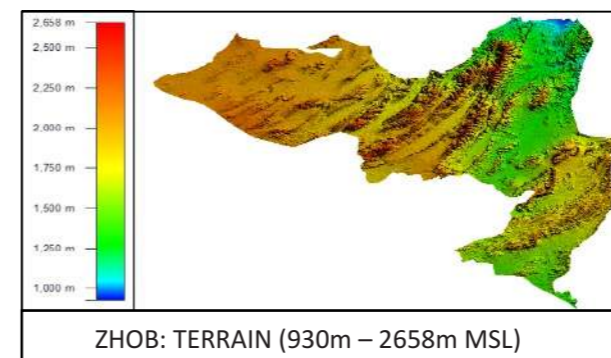 2,658 m
2,500 m
2,250 m
2,000 m
1,750 m
1,500 m
1,250 m
1,000 m
ZHOB: TERRAIN (930m – 2658m MSL)